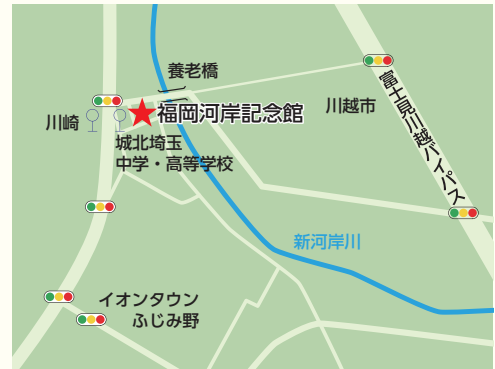 養老橋
川崎
福岡河岸記念館
川越市
富士見川越バイパス
城北埼玉
中学・高等学校
新河岸川
イオンタウン
ふじみ野